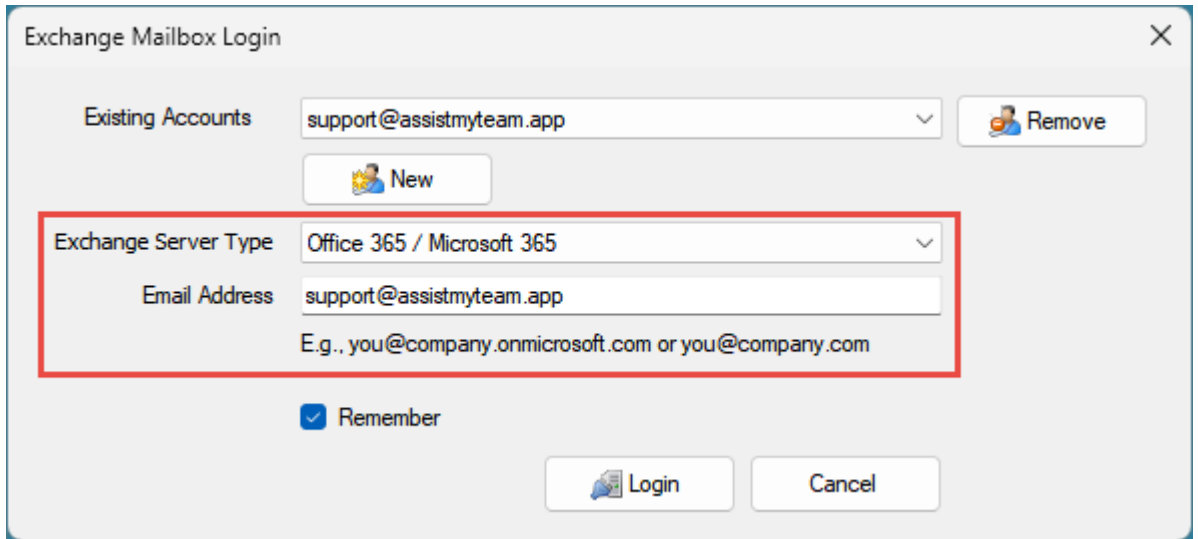 Exchange Mailbox Login
Existing Accounts support@assistmyteam.app Remove
New
Exchange Server Type Office 365 / Microsoft 365
Email Address support@assistmyteam.app
E.g., you@company.onmicrosoft.com or you@company.com
Remember
Login Cancel